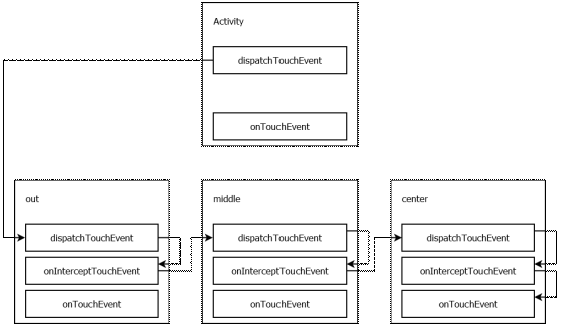 Activity
dispatchTouchEvent
onTouchEvent
out
middle
center
dispatchTouchEvent
dispatchTouchEvent
dispatchTouchEvent
onInterceptTouchEvent
onInterceptTouchEvent
onInterceptTouchEvent
onTouchEvent
onTouchEvent
onTouchEvent